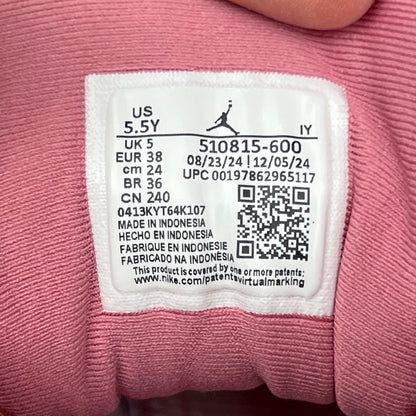 US
5.5Y
IY
UK 5
EUR 38
cm 24
BR 36
CN 240
510815-600
08/23/24 | 12/05/24
UPC 00197862965117
0413KYT64K107
MADE IN INDONESIA
HECHO EN INDONESIA
FABRIQUE EN INDONESIE
FABRICADO NA INDONÉSIA
This product is covered by one or more patents:
www.nike.com/patentsvirtualmarking